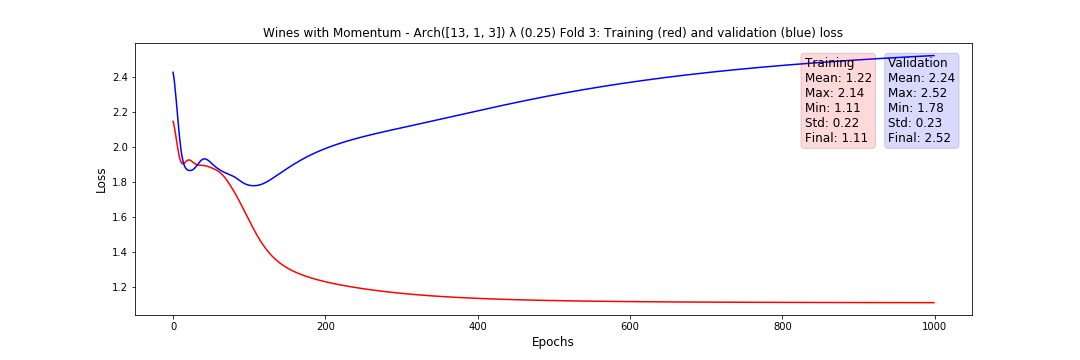 Wines with Momentum - Arch([13, 1, 3]) λ (0.25) Fold 3: Training (red) and validation (blue) loss
Training
Mean: 1.22
Max: 2.14
Min: 1.11
Std: 0.22
Final: 1.11
Validation
Mean: 2.24
Max: 2.52
Min: 1.78
Std: 0.23
Final: 2.52
Loss
2.4
2.2
2.0
1.8
1.6
1.4
1.2
0
200
400
600
800
1000
Epochs